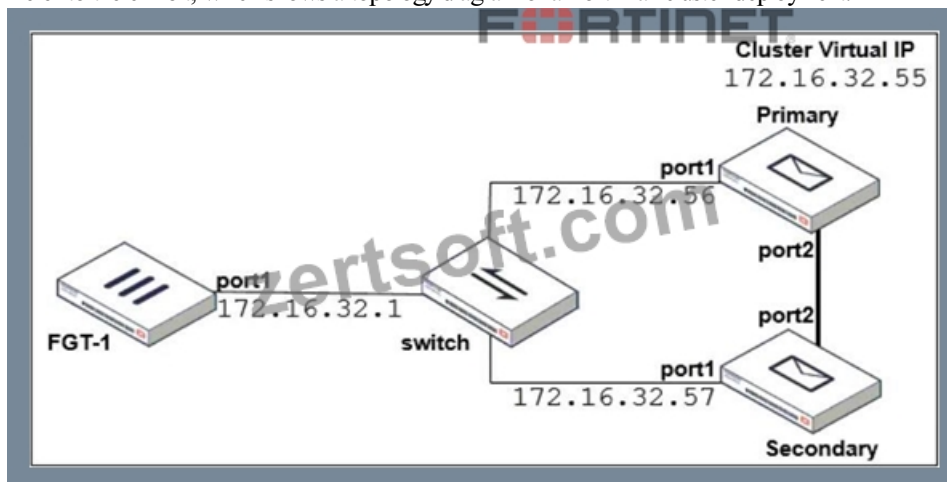 FORTINET
Cluster Virtual IP
172.16.32.55
Primary
port1
172.16.32.56
port2
port1
172.16.32.1
FGT-1
switch
port2
port1
172.16.32.57
Secondary
zertsoft.com